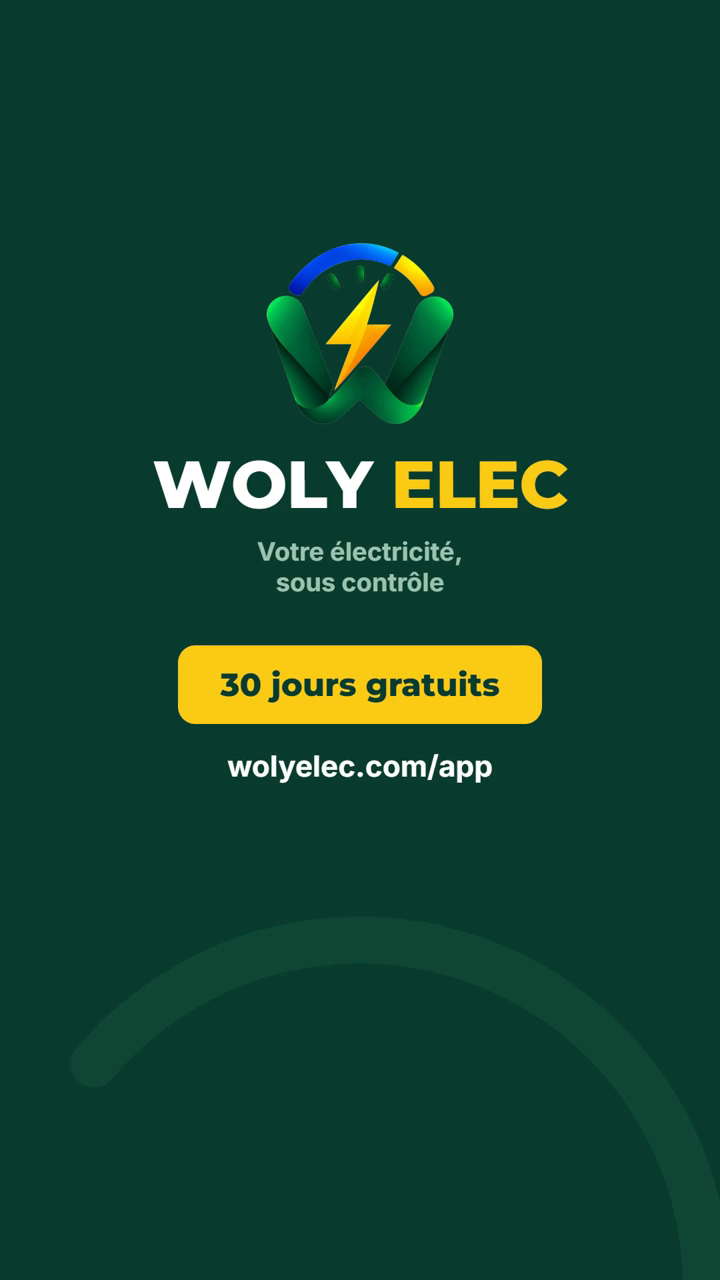 WOLY ELEC
Votre électricité,
sous contrôle
30 jours gratuits
wolyelec.com/app